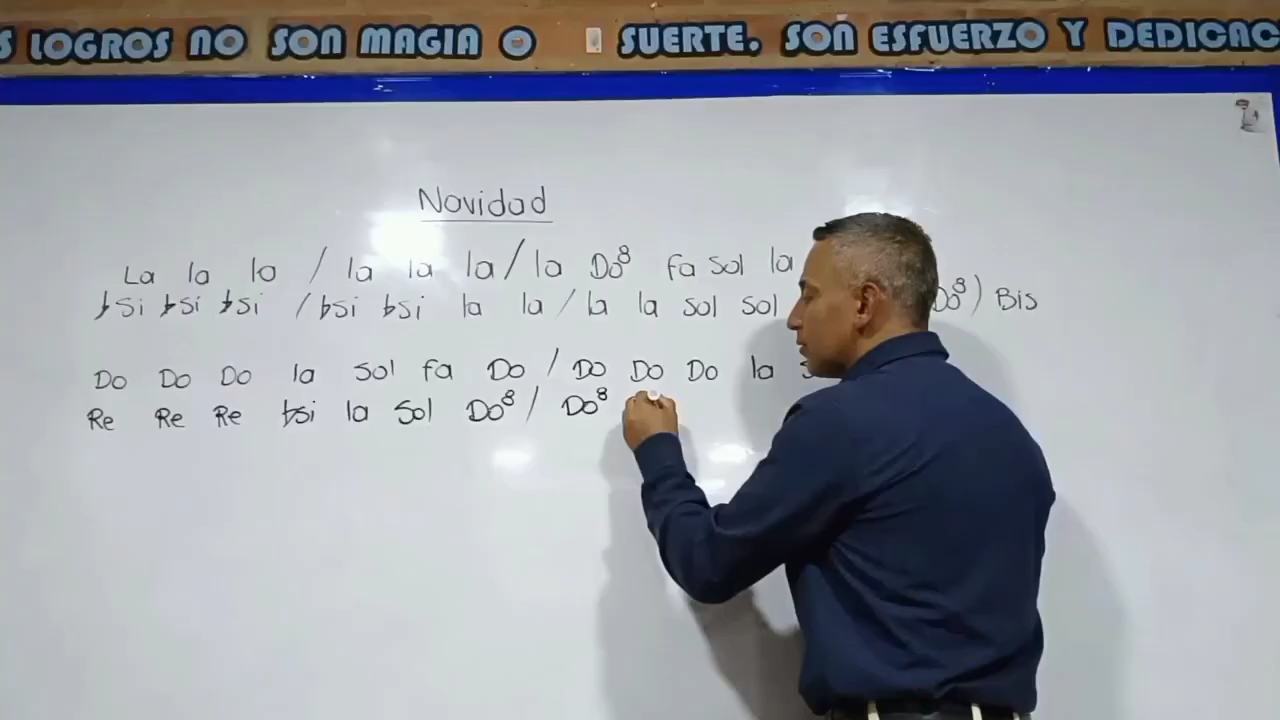 S LOGROS NO SON MAGIA O SUERTE, SON ESFUERZO Y DEDICAC
Navidad
La la la / la la la / la Do⁸ fa sol la
♭Si ♭Si ♭Si / ♭Si ♭Si la la / la la sol sol Do⁸) Bis
Do Do Do la sol fa Do / Do Do Do la s
Re Re Re ♭si la sol Do⁸ / Do⁸